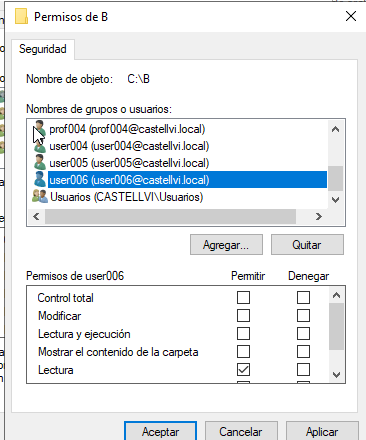 Permisos de B
Seguridad
Nombre de objeto: C:\B
Nombres de grupos o usuarios:
prof004 (prof004@castellvi.local)
user004 (user004@castellvi.local)
user005 (user005@castellvi.local)
user006 (user006@castellvi.local)
Usuarios (CASTELLVI\Usuarios)
Agregar... Quitar
Permisos de user006 Permitir Denegar
Control total
Modificar
Lectura y ejecución
Mostrar el contenido de la carpeta
Lectura
Aceptar Cancelar Aplicar